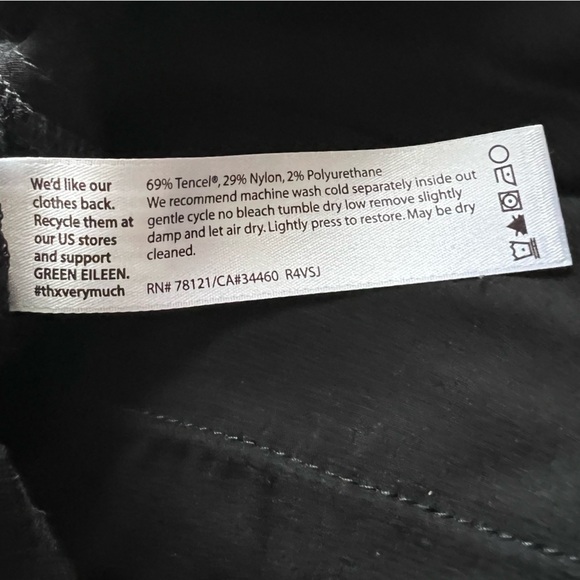 We'd like our
clothes back.
Recycle them at
our US stores
and support
GREEN EILEEN.
#thxverymuch
69% Tencel®, 29% Nylon, 2% Polyurethane
We recommend machine wash cold separately inside out
gentle cycle no bleach tumble dry low remove slightly
damp and let air dry. Lightly press to restore. May be dry
cleaned.
RN# 78121/CA#34460 R4VSJ